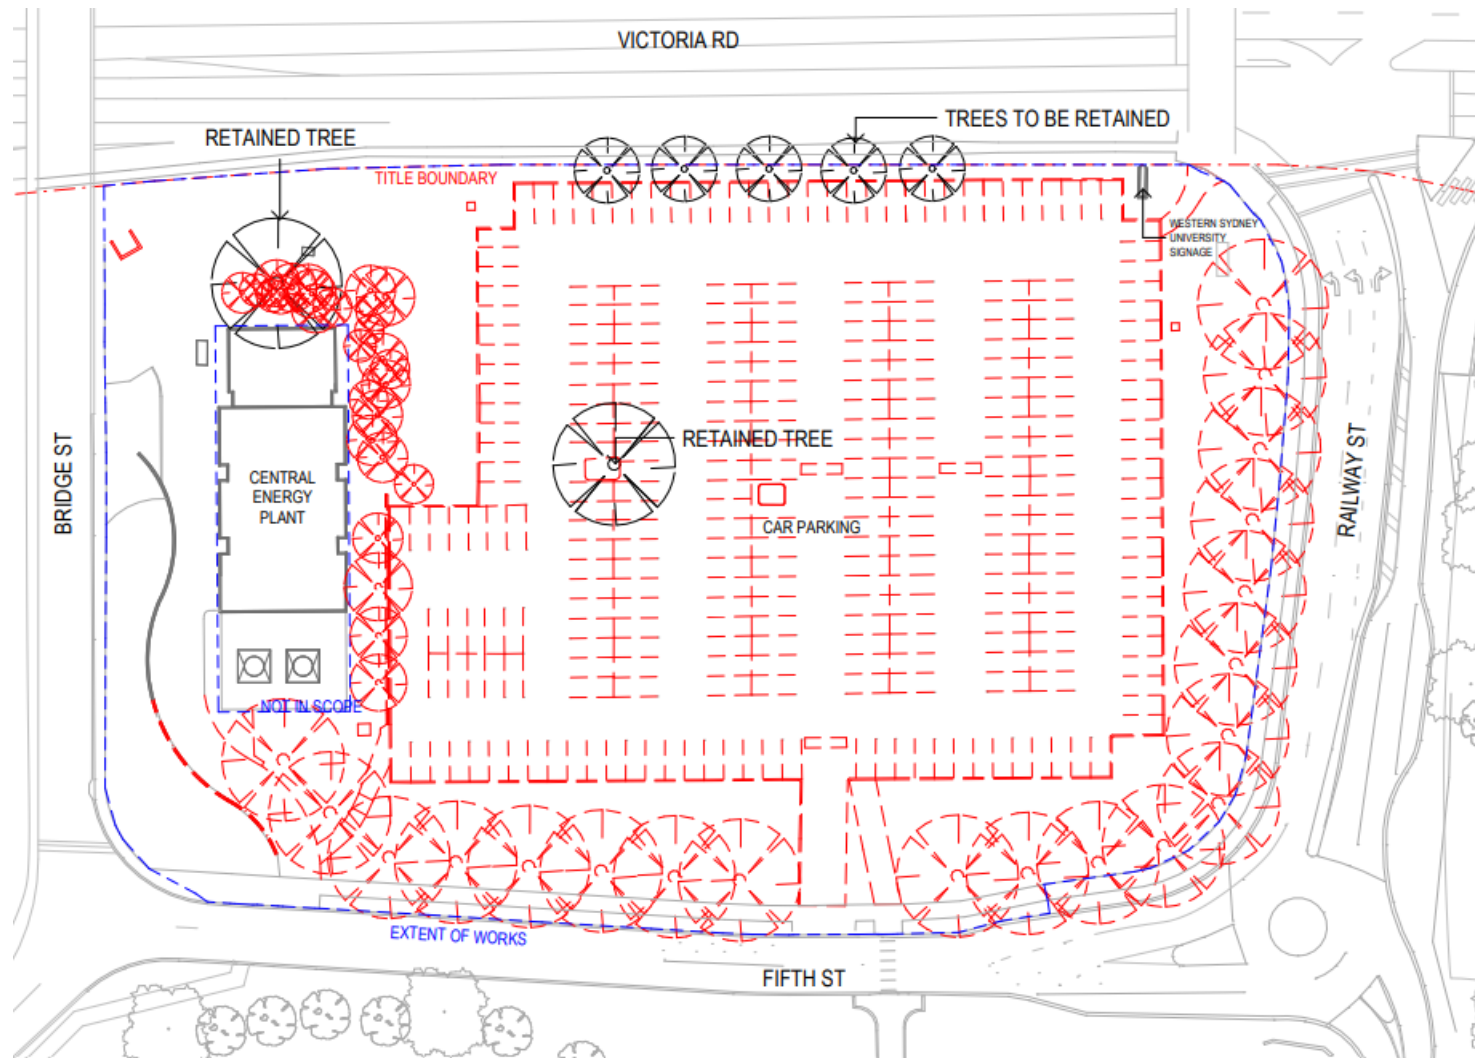 VICTORIA RD
TREES TO BE RETAINED
RETAINED TREE
TITLE BOUNDARY
WESTERN SYDNEY
UNIVERSITY
SIGNAGE
RETAINED TREE
BRIDGE ST
CENTRAL
ENERGY
PLANT
CAR PARKING
RAILWAY ST
NOT IN SCOPE
EXTENT OF WORKS
FIFTH ST